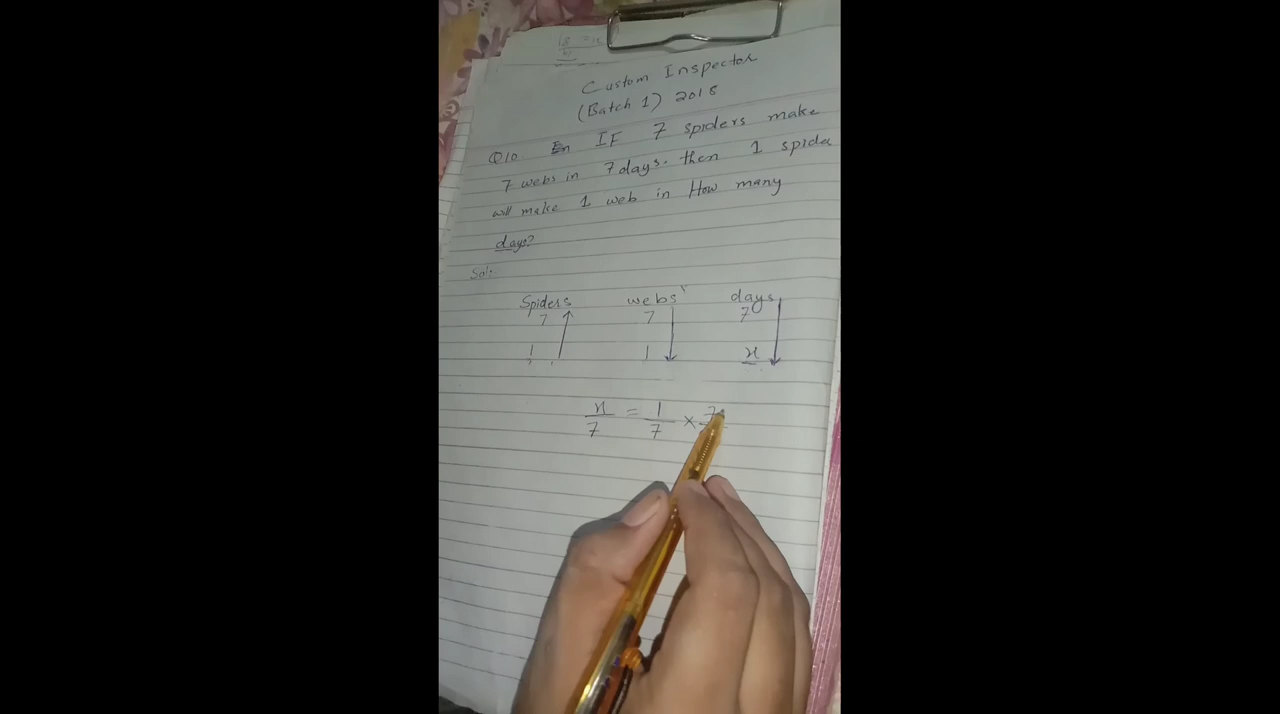 Custom Inspector
(Batch 1) 2018
Q10. En IF 7 spiders make
7 webs in 7 days. then 1 spider
will make 1 web in How many
days?
Sol:
Spiders webs days
7 7 7
1 1 x
x/7 = 1/7 × 7